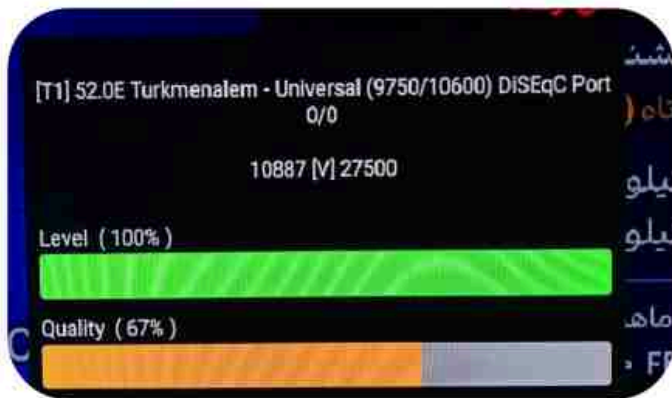 [T1] 52.0E Turkmenalem - Universal (9750/10600) DiSEqC Port
0/0
10887 [V] 27500
Level ( 100% )
Quality ( 67% )